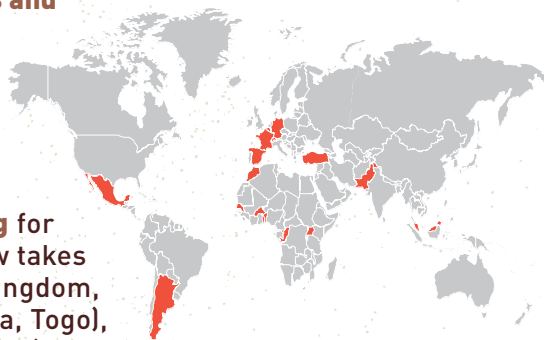 and
g for
w takes
ngdom,
a, Togo),